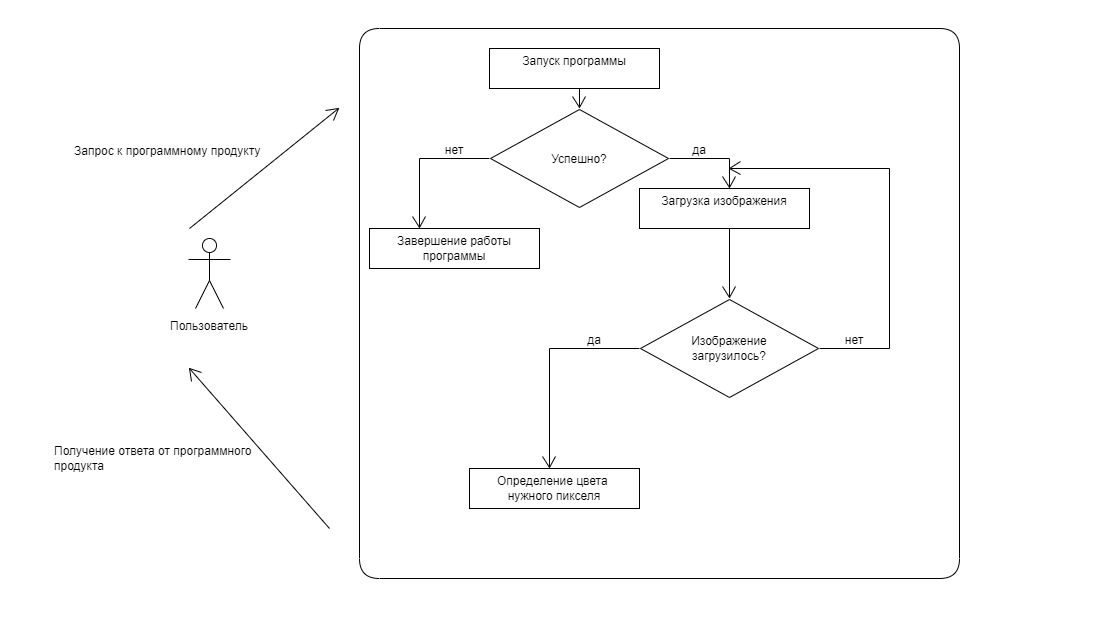 Запуск программы
Запрос к программному продукту
нет
Успешно?
да
Загрузка изображения
Завершение работы
программы
Пользователь
да
Изображение
загрузилось?
нет
Получение ответа от программного
продукта
Определение цвета
нужного пикселя